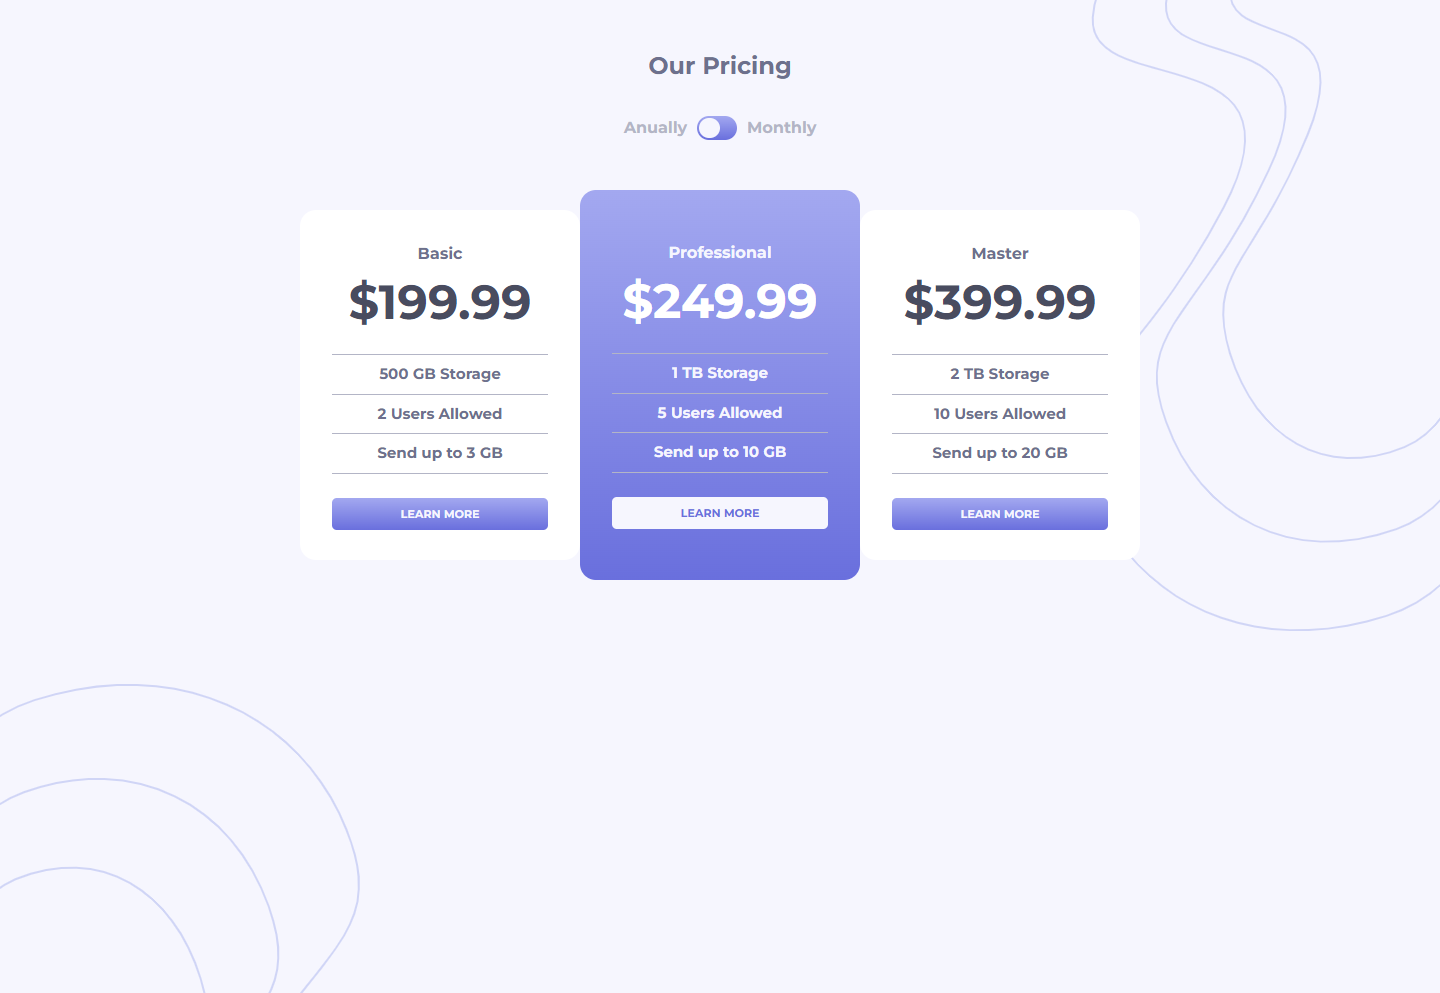 Our Pricing
Anually Monthly
Basic
$199.99
500 GB Storage
2 Users Allowed
Send up to 3 GB
LEARN MORE
Professional
$249.99
1 TB Storage
5 Users Allowed
Send up to 10 GB
LEARN MORE
Master
$399.99
2 TB Storage
10 Users Allowed
Send up to 20 GB
LEARN MORE